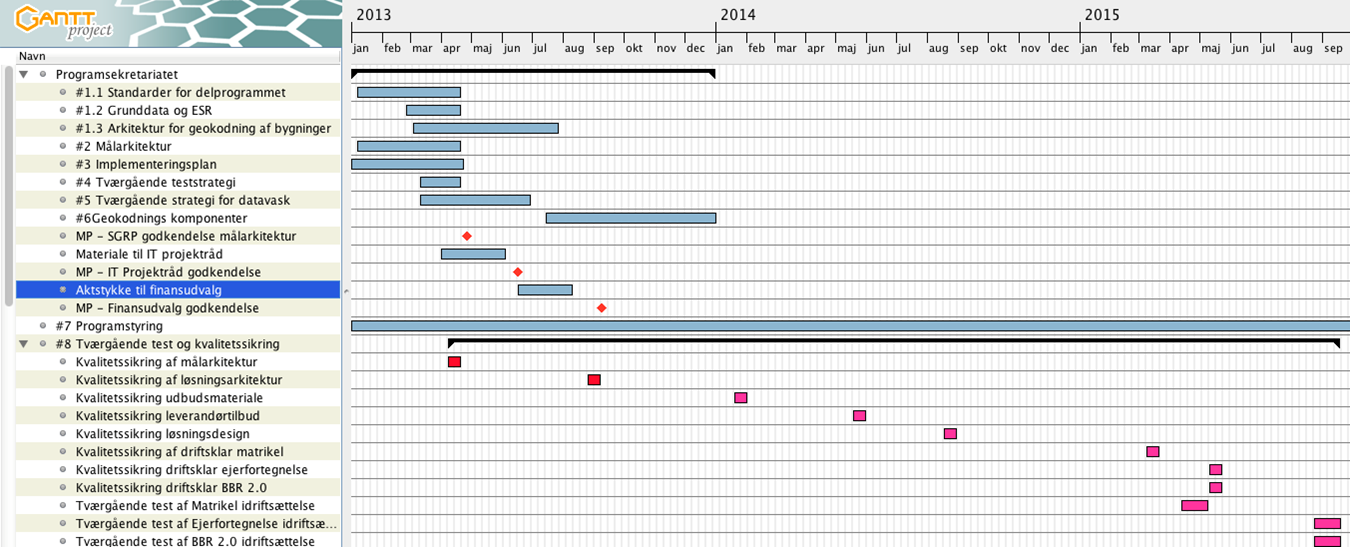 GANTT
project
2013 2014 2015
jan feb mar apr maj jun jul aug sep okt nov dec jan feb mar apr maj jun jul aug sep okt nov dec jan feb mar apr maj jun jul aug sep
Navn
Programsekretariatet
#1.1 Standarder for delprogrammet
#1.2 Grunddata og ESR
#1.3 Arkitektur for geokodning af bygninger
#2 Målarkitektur
#3 Implementeringsplan
#4 Tværgående teststrategi
#5 Tværgående strategi for datavask
#6Geokodnings komponenter
MP – SGRP godkendelse målarkitektur
Materiale til IT projektråd
MP – IT Projektråd godkendelse
Aktstykke til finansudvalg
MP – Finansudvalg godkendelse
#7 Programstyring
#8 Tværgående test og kvalitetssikring
Kvalitetssikring af målarkitektur
Kvalitetssikring af løsningsarkitektur
Kvalitetssikring udbudsmateriale
Kvalitetssikring leverandørtilbud
Kvalitetssikring løsningsdesign
Kvalitetssikring af driftsklar matrikel
Kvalitetssikring driftsklar ejerfortegnelse
Kvalitetssikring driftsklar BBR 2.0
Tværgående test af Matrikel idriftsættelse
Tværgående test af Ejerfortegnelse idriftsæ...
Tværgående test af BBR 2.0 idriftsættelse